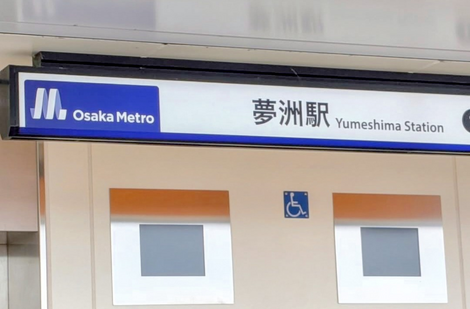 Osaka Metro
夢洲駅 Yumeshima Station